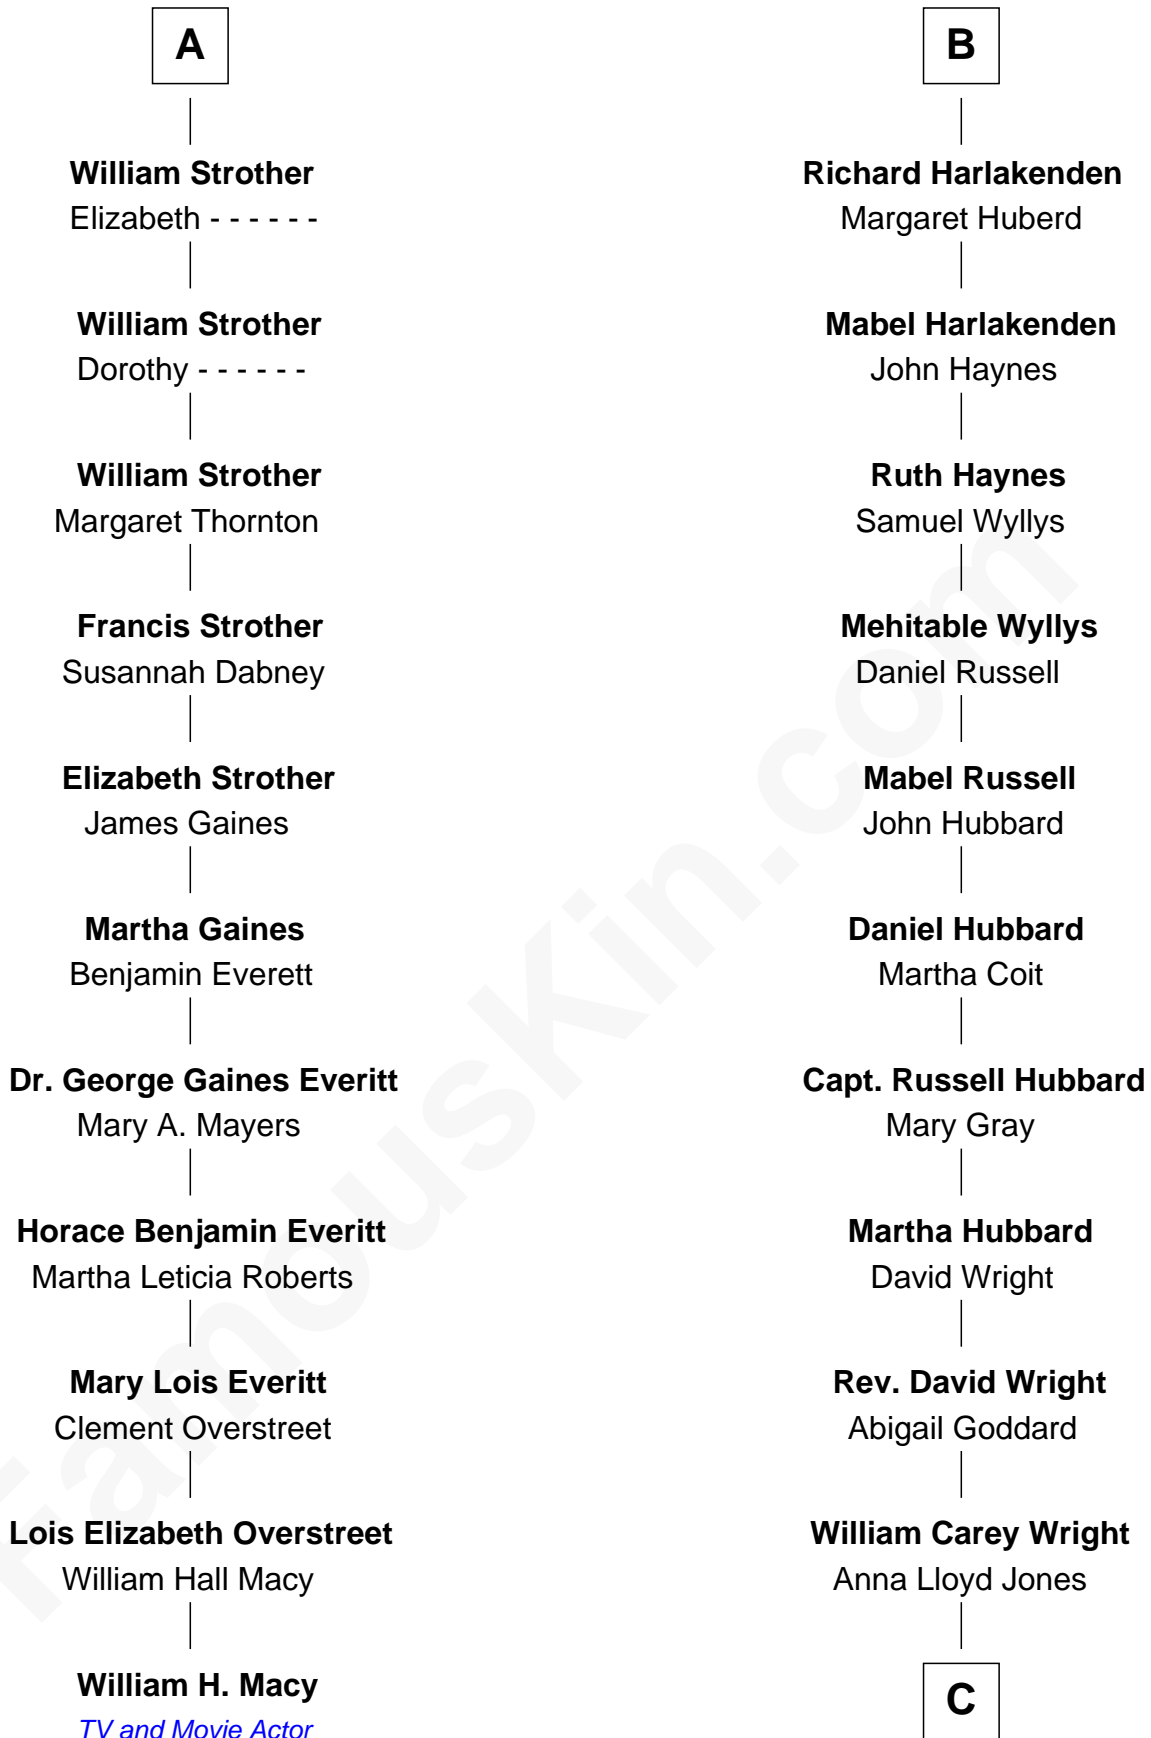 A
William Strother
Elizabeth - - - - - -
William Strother
Dorothy - - - - - -
William Strother
Margaret Thornton
Francis Strother
Susannah Dabney
Elizabeth Strother
James Gaines
Martha Gaines
Benjamin Everett
Dr. George Gaines Everitt
Mary A. Mayers
Horace Benjamin Everitt
Martha Leticia Roberts
Mary Lois Everitt
Clement Overstreet
Lois Elizabeth Overstreet
William Hall Macy
William H. Macy
TV and Movie Actor
B
Richard Harlakenden
Margaret Huberd
Mabel Harlakenden
John Haynes
Ruth Haynes
Samuel Wyllys
Mehitable Wyllys
Daniel Russell
Mabel Russell
John Hubbard
Daniel Hubbard
Martha Coit
Capt. Russell Hubbard
Mary Gray
Martha Hubbard
David Wright
Rev. David Wright
Abigail Goddard
William Carey Wright
Anna Lloyd Jones
C
FamousKin.com